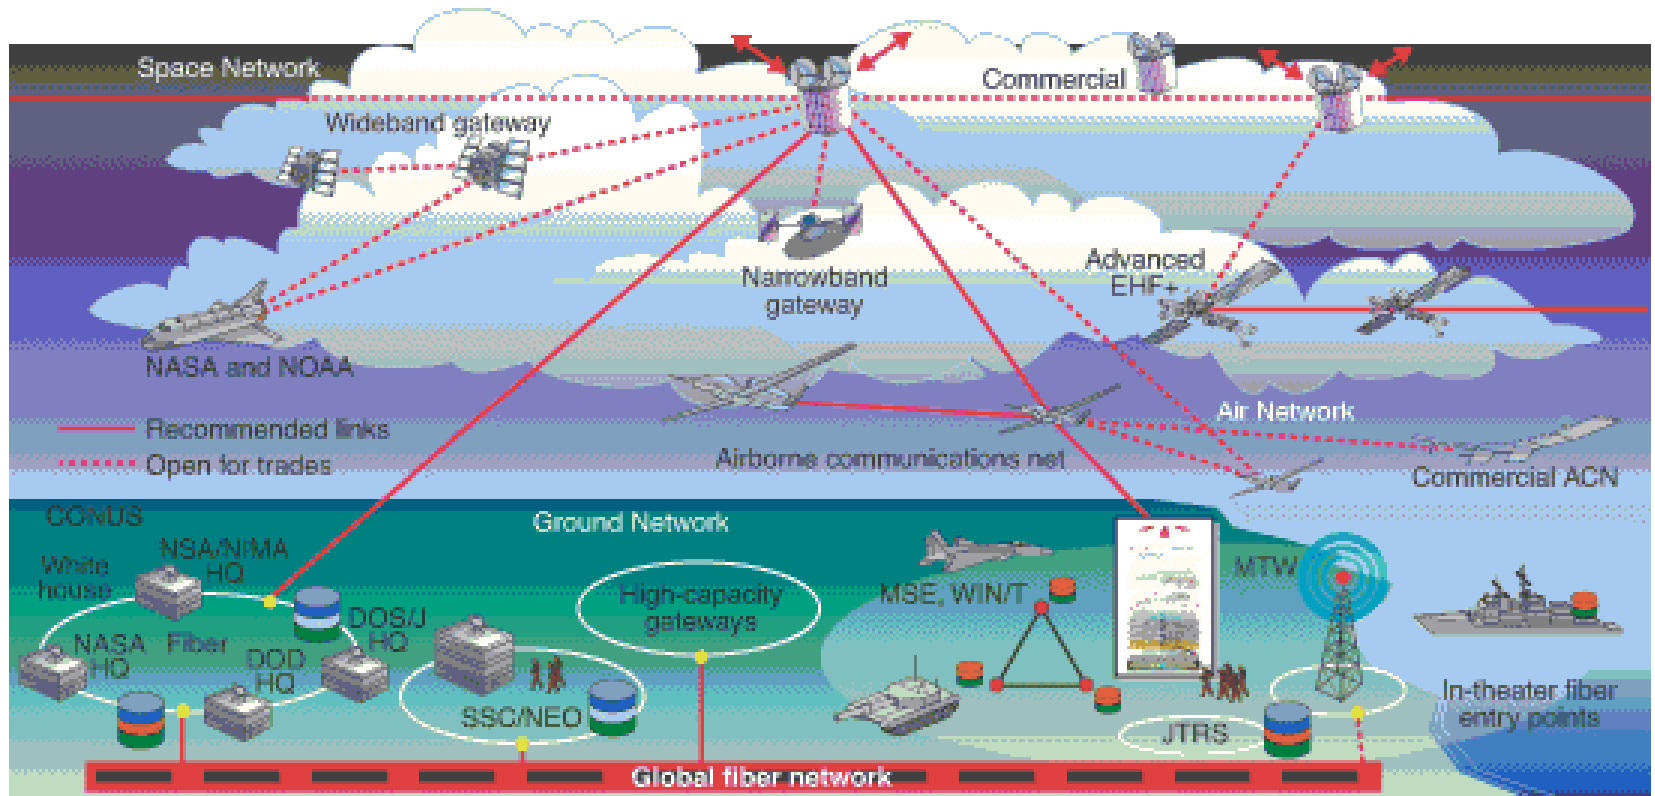 Space Network
Commercial
Wideband gateway
Narrowband
gateway
Advanced
EHF+
NASA and NOAA
Air Network
Recommended links
Open for trades
Airborne communications net
Commercial ACN
CONUS
Ground Network
White
house
NSA/NIMA
HQ
High-capacity
gateways
MSE, WIN/T
MTW
DOS/J
HQ
NASA
HQ
Fiber
DOD
HQ
SSC/NEO
JTRS
In-theater fiber
entry points
Global fiber network